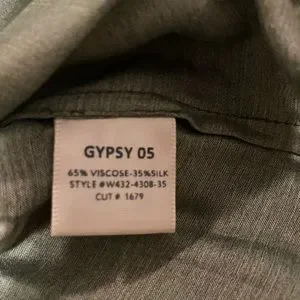 GYPSY 05
65% VISCOSE-35%SILK
STYLE #W432-4308-35
CUT # 1679